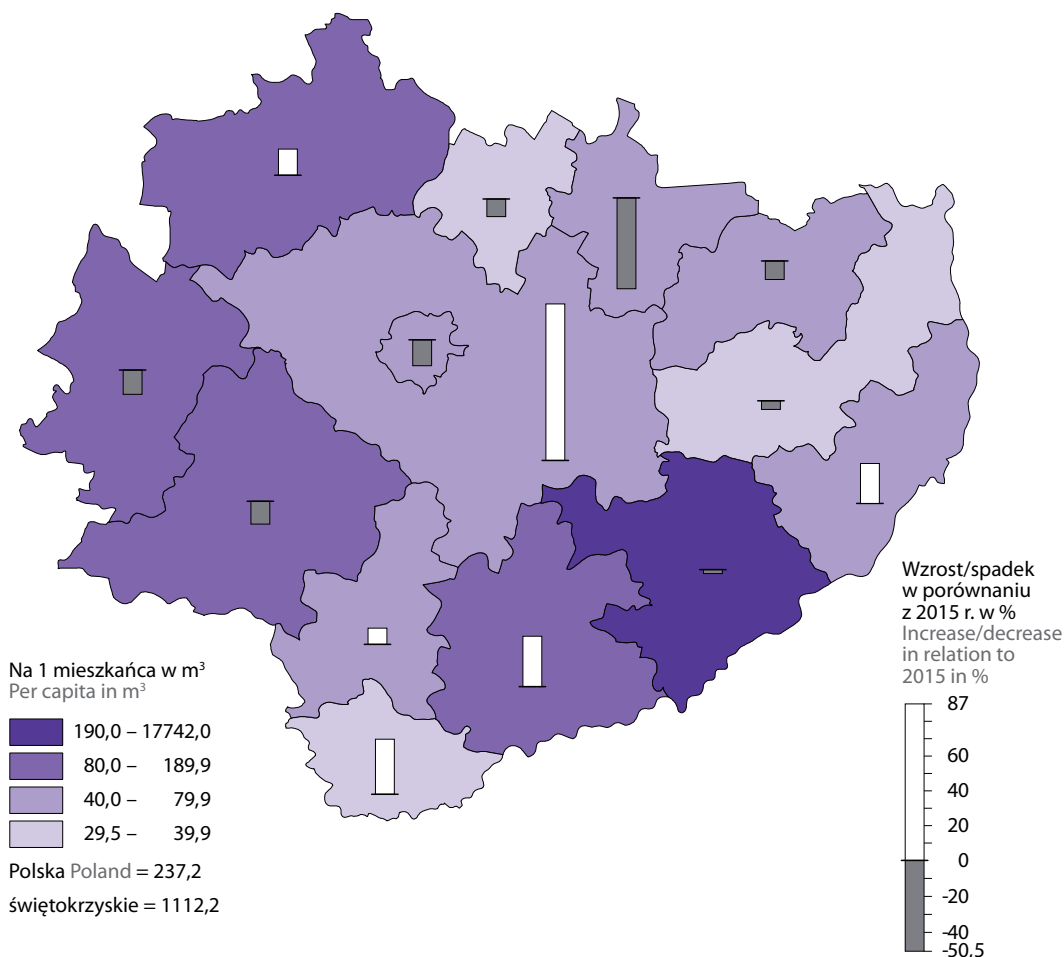 Wzrost/spadek
w porównaniu
z 2015 r. w %
Increase/decrease
in relation to
2015 in %
87
60
40
20
0
-20
-40
-50,5
Na 1 mieszkańca w m³
Per capita in m³
190,0 – 17742,0
80,0 – 189,9
40,0 – 79,9
29,5 – 39,9
Polska Poland = 237,2
świętokrzyskie = 1112,2